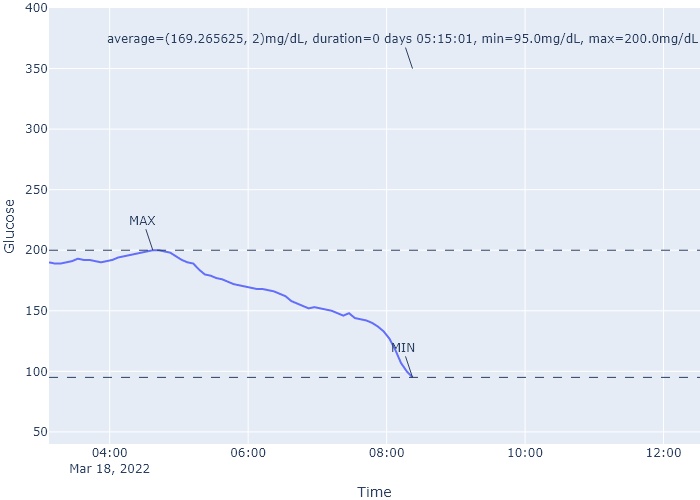 average=(169.265625, 2)mg/dL, duration=0 days 05:15:01, min=95.0mg/dL, max=200.0mg/dL
400
350
300
250
200
150
100
50
Glucose
MAX
MIN
04:00
06:00
08:00
10:00
12:00
Mar 18, 2022
Time